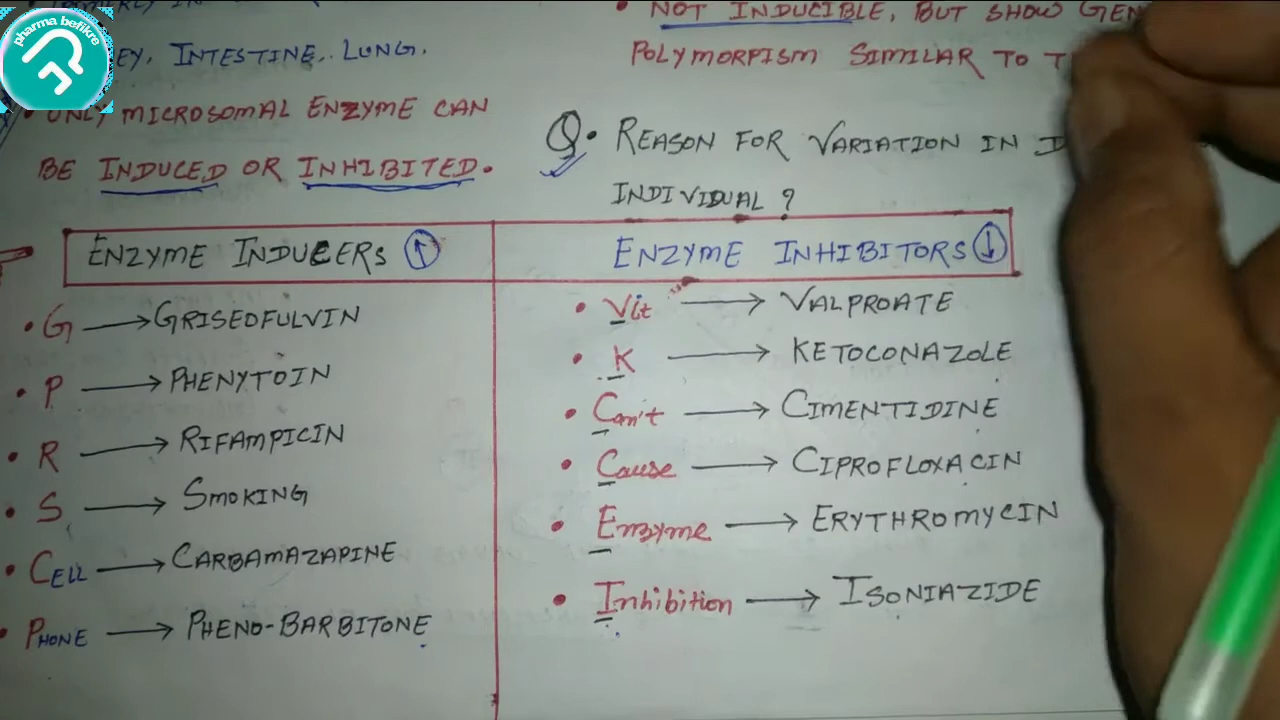 pharma befikre
EY, INTESTINE, LUNG.
• ONLY MICROSOMAL ENZYME CAN
BE INDUCED OR INHIBITED.
• NOT INDUCIBLE, BUT SHOW GEN
POLYMORPISM SIMILAR TO T
Q. REASON FOR VARIATION IN D
INDIVIDUAL ?
ENZYME INDUCERS ↑
• G → GRISEOFULVIN
• P → PHENYTOIN
• R → RIFAMPICIN
• S → SMOKING
• CELL → CARBAMAZAPINE
• PHONE → PHENO-BARBITONE
ENZYME INHIBITORS ↓
• Vit → VALPROATE
• K → KETOCONAZOLE
• Can't → CIMENTIDINE
• Cause → CIPROFLOXACIN
• Enzyme → ERYTHROMYCIN
• Inhibition → ISONIAZIDE